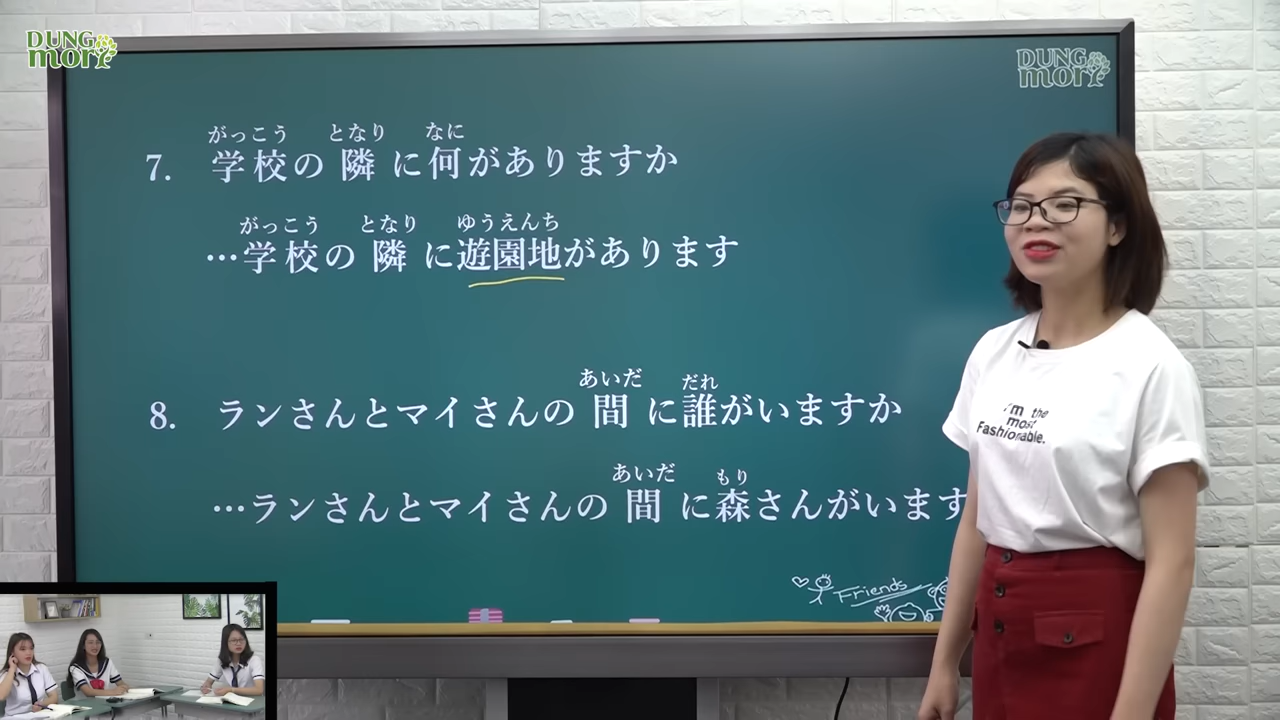 DUNG
mori
DUNG
mori
がっこう となり なに
7. 学校の隣に何がありますか
がっこう となり ゆうえんち
…学校の隣に遊園地があります
あいだ だれ
8. ランさんとマイさんの間に誰がいますか
あいだ もり
…ランさんとマイさんの間に森さんがいます
I'm the
most
Fashionable.
Friends